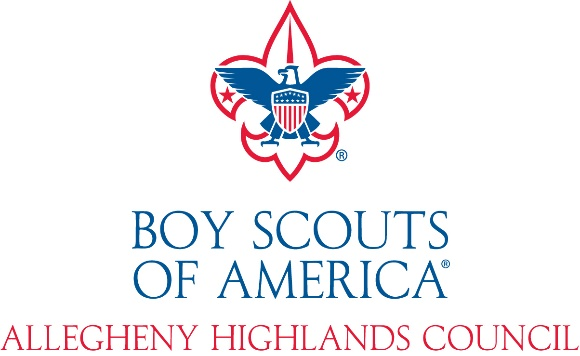 ®
BOY SCOUTS
OF AMERICA®
ALLEGHENY HIGHLANDS COUNCIL